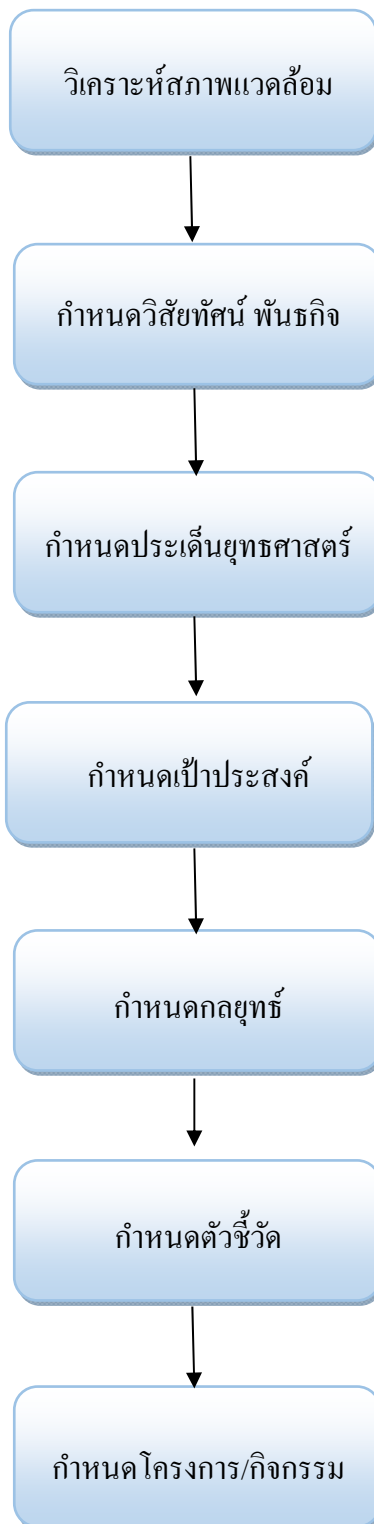 วิเคราะห์สภาพแวดล้อม
กำหนดวิสัยทัศน์ พันธกิจ
กำหนดประเด็นยุทธศาสตร์
กำหนดเป้าประสงค์
กำหนดกลยุทธ์
กำหนดตัวชี้วัด
กำหนดโครงการ/กิจกรรม